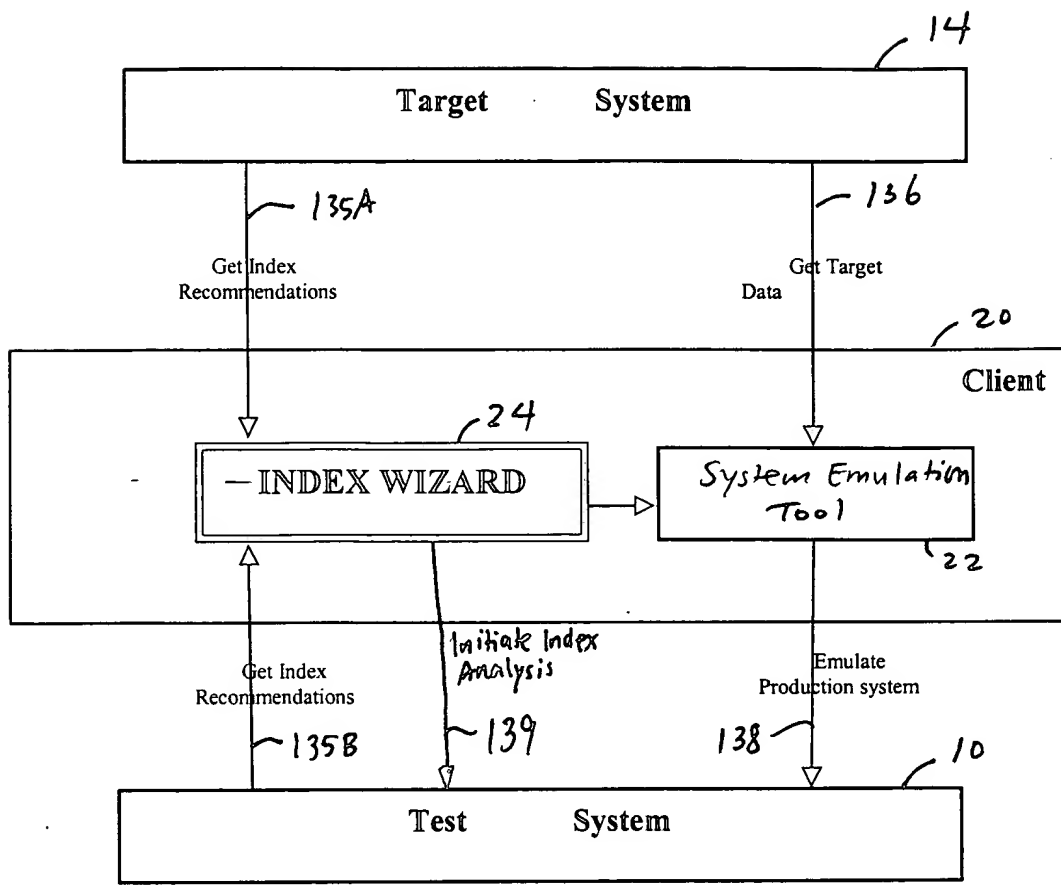 14
Target System
135A
136
Get Index
Recommendations
Get Target
Data
20
Client
24
– INDEX WIZARD
System Emulation
Tool
22
Initiate Index
Analysis
Get Index
Recommendations
Emulate
Production system
135B
139
138
10
Test System